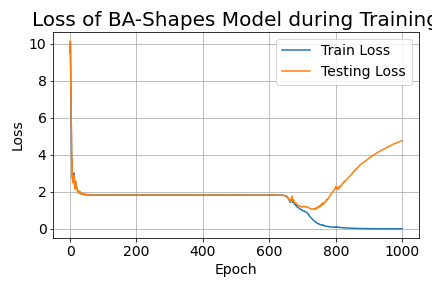 Loss of BA-Shapes Model during Training
10
8
6
4
2
0
Loss
Train Loss
Testing Loss
0 200 400 600 800 1000
Epoch